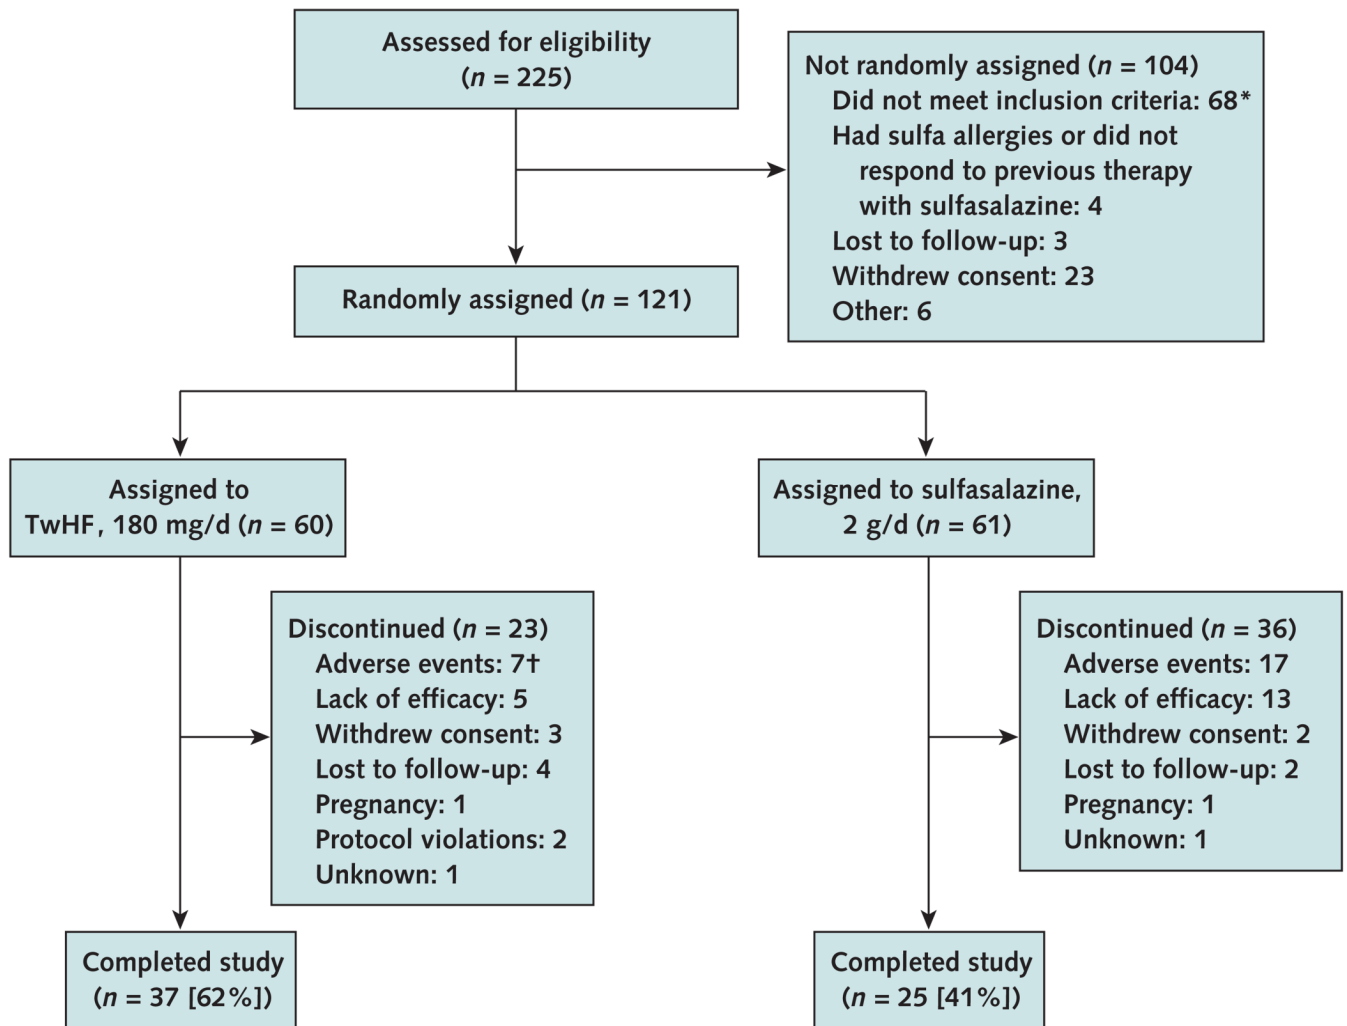 Assessed for eligibility
(n = 225)
Not randomly assigned (n = 104)
Did not meet inclusion criteria: 68*
Had sulfa allergies or did not
respond to previous therapy
with sulfasalazine: 4
Lost to follow-up: 3
Withdrew consent: 23
Other: 6
Randomly assigned (n = 121)
Assigned to
TwHF, 180 mg/d (n = 60)
Assigned to sulfasalazine,
2 g/d (n = 61)
Discontinued (n = 23)
Adverse events: 7†
Lack of efficacy: 5
Withdrew consent: 3
Lost to follow-up: 4
Pregnancy: 1
Protocol violations: 2
Unknown: 1
Discontinued (n = 36)
Adverse events: 17
Lack of efficacy: 13
Withdrew consent: 2
Lost to follow-up: 2
Pregnancy: 1
Unknown: 1
Completed study
(n = 37 [62%])
Completed study
(n = 25 [41%])